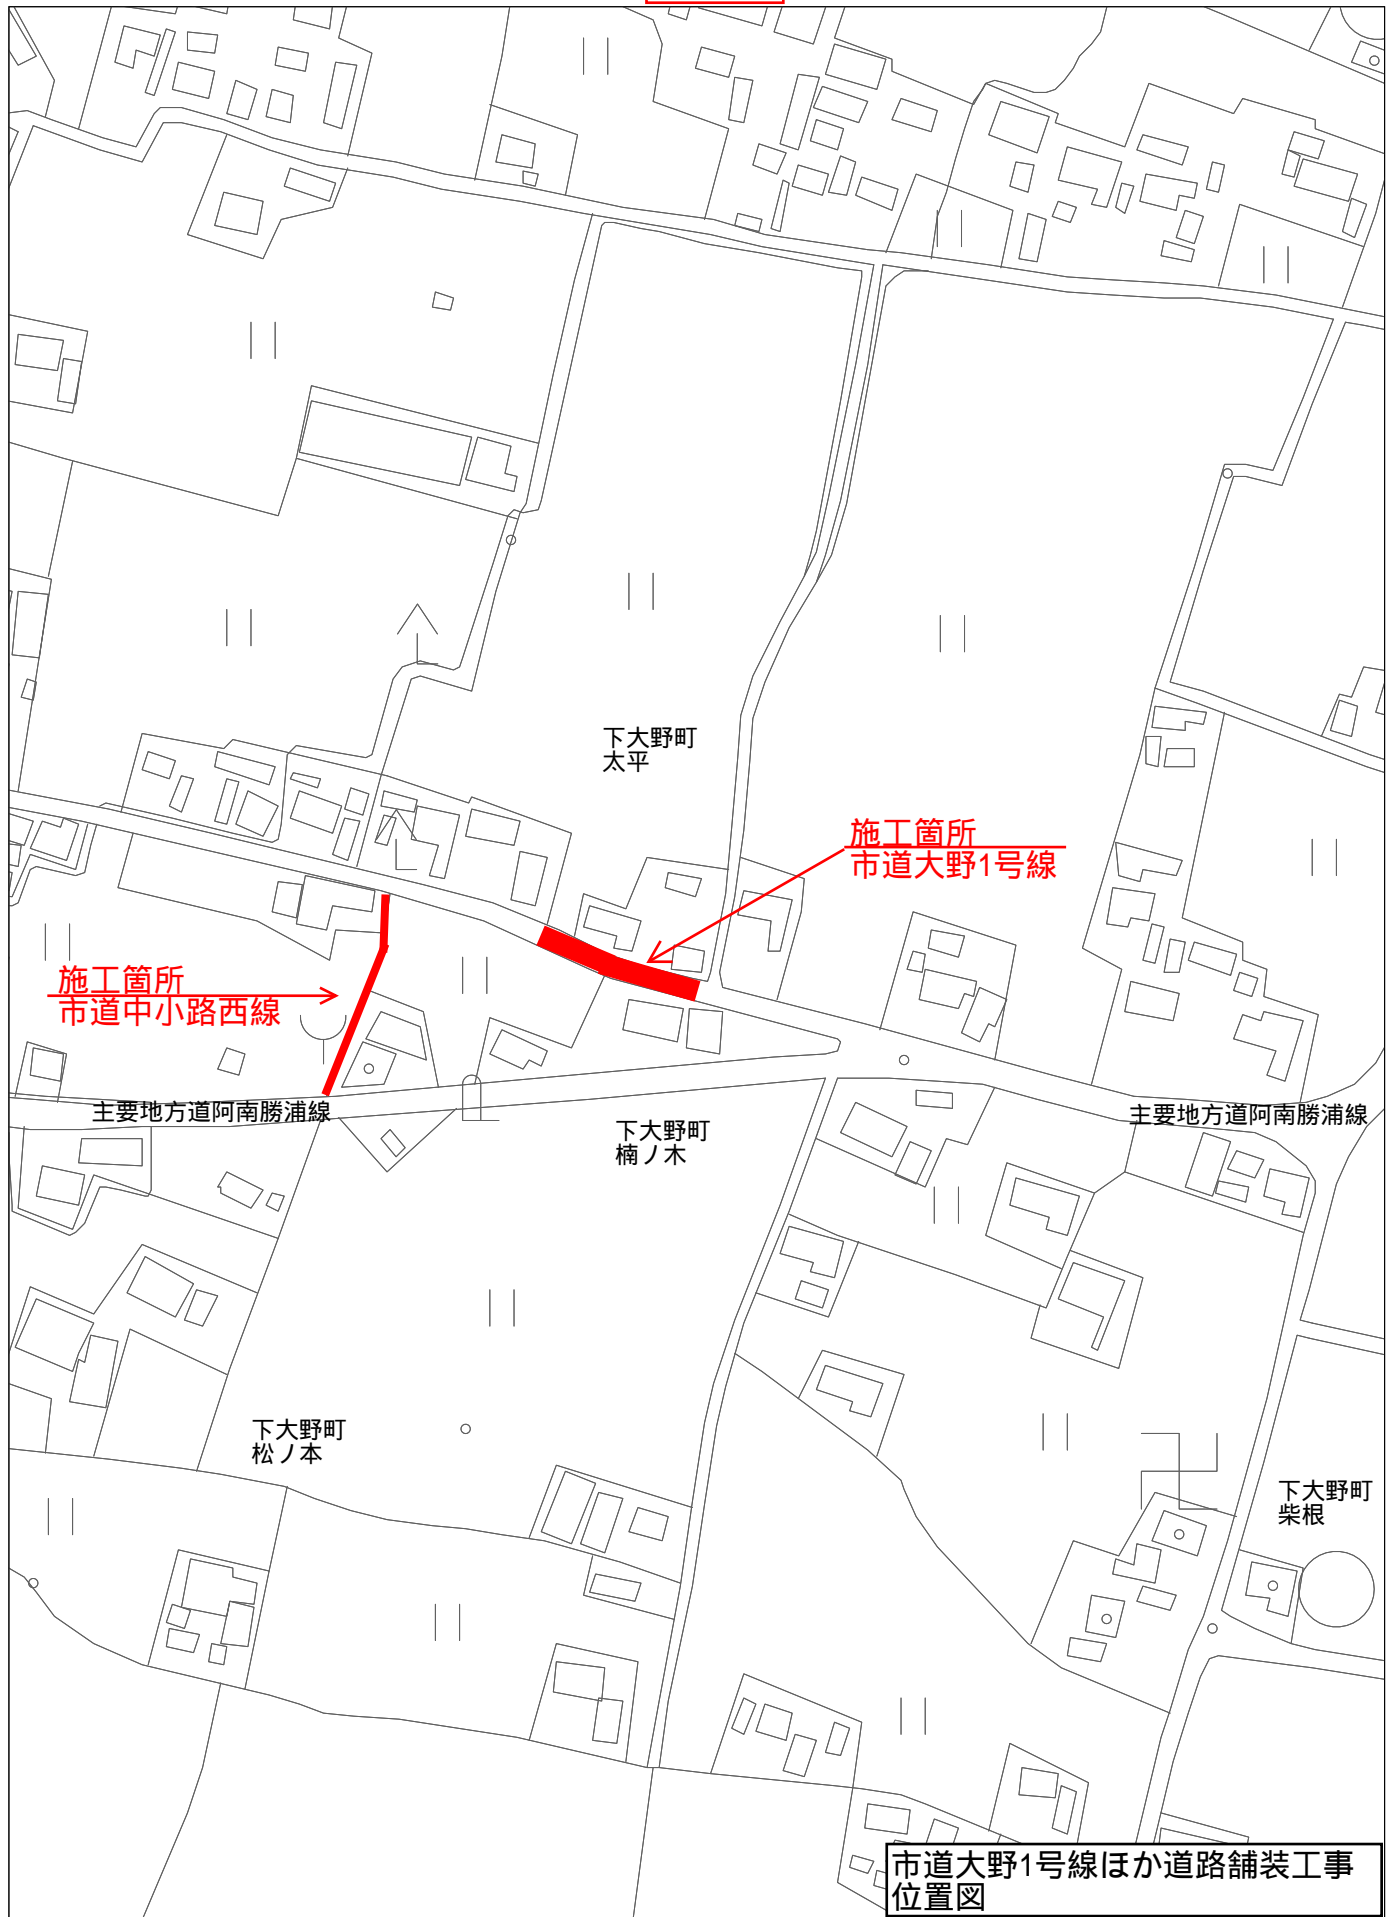 下大野町
太平
施工箇所
市道大野1号線
施工箇所
市道中小路西線
主要地方道阿南勝浦線
主要地方道阿南勝浦線
下大野町
楠ノ木
下大野町
松ノ本
下大野町
柴根
市道大野1号線ほか道路舗装工事
位置図